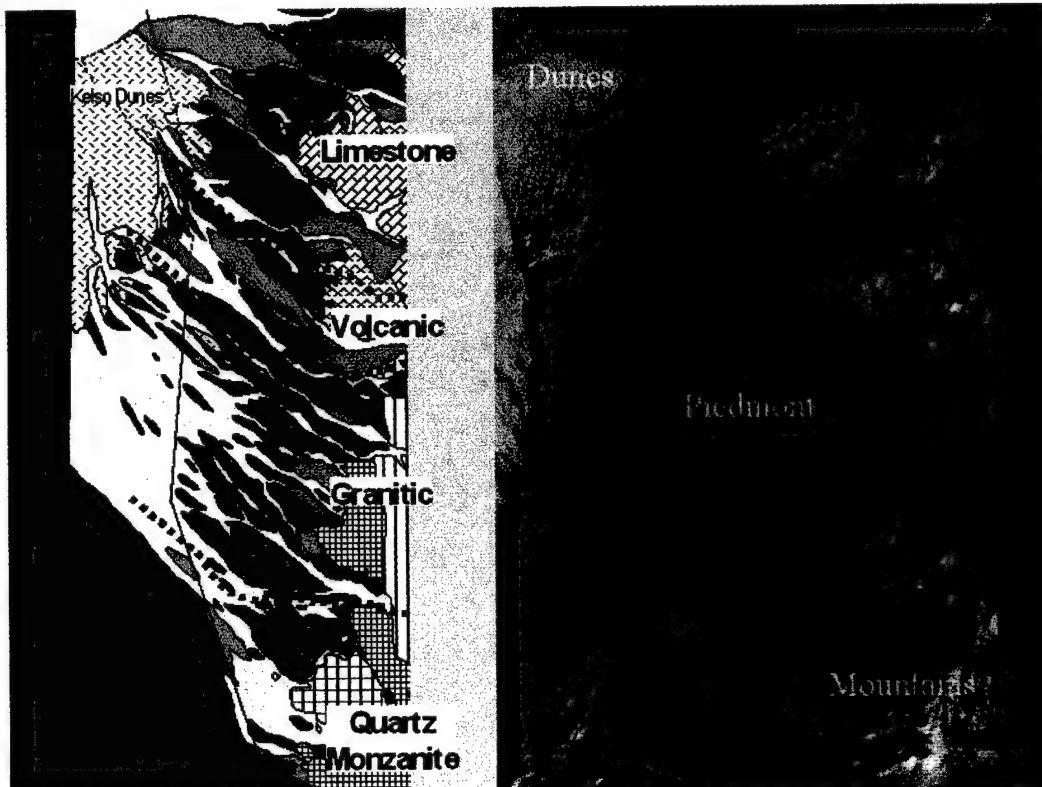 Kelso Dunes
Limestone
Volcanic
Granitic
Quartz
Monzanite
Dunes
Piedmont
Mountains